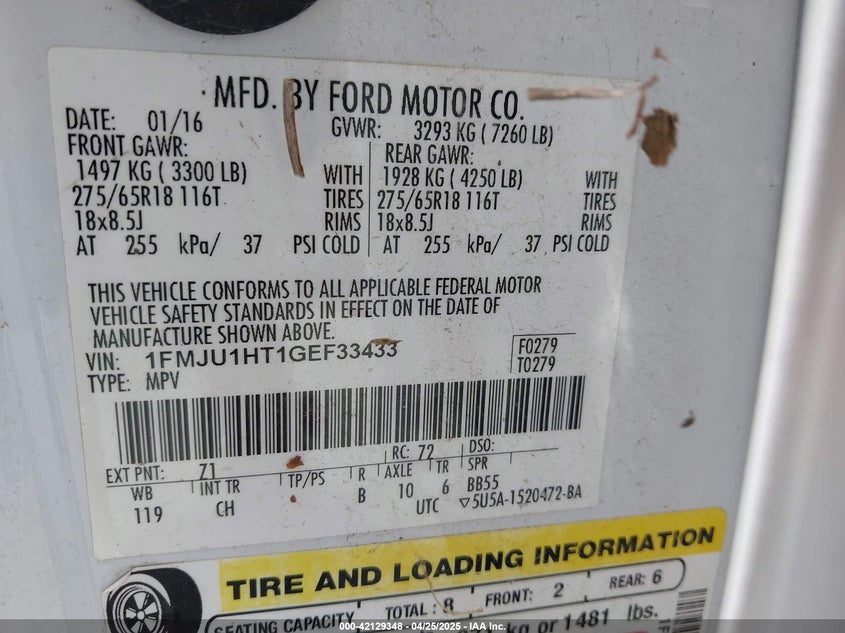 MFD. BY FORD MOTOR CO.
DATE: 01/16 GVWR: 3293 KG ( 7260 LB)
FRONT GAWR: REAR GAWR:
1497 KG ( 3300 LB) WITH 1928 KG ( 4250 LB) WITH
275/65R18 116T TIRES 275/65R18 116T TIRES
18x8.5J RIMS 18x8.5J RIMS
AT 255 kPa/ 37 PSI COLD AT 255 kPa/ 37 PSI COLD
THIS VEHICLE CONFORMS TO ALL APPLICABLE FEDERAL MOTOR
VEHICLE SAFETY STANDARDS IN EFFECT ON THE DATE OF
MANUFACTURE SHOWN ABOVE.
VIN: 1FMJU1HT1GEF33433 F0279
TYPE: MPV T0279
EXT PNT: Z1 RC: 72 DSO:
WB INT TR TP/PS R AXLE TR SPR
119 CH B 10 6 BB55
UTC ▽5U5A-1520472-BA
TIRE AND LOADING INFORMATION
SEATING CAPACITY TOTAL: 8 FRONT: 2 REAR: 6
kg or 1481 lbs.
000-42129348 - 04/25/2025 - IAA, Inc.